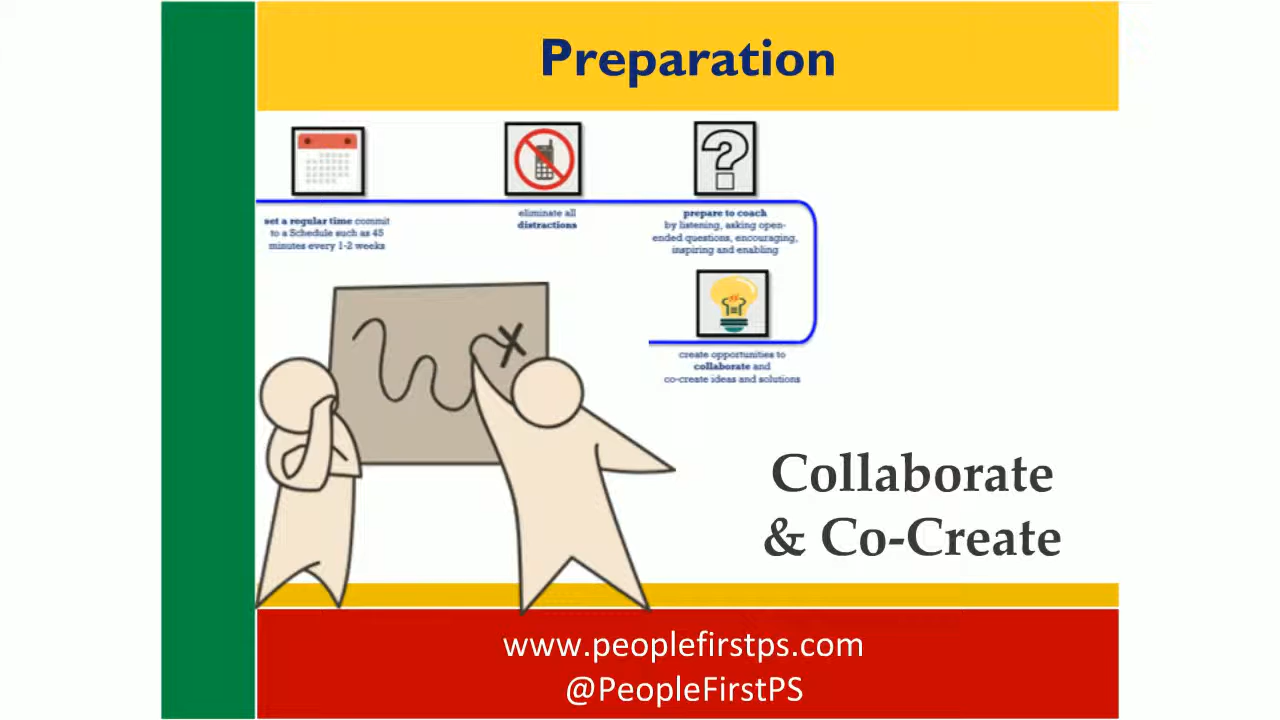 Preparation
set a regular time commit
to a Schedule such as 45
minutes every 1-2 weeks
eliminate all
distractions
prepare to coach
by listening, asking open-
ended questions, encouraging,
inspiring and enabling
create opportunities to
collaborate and
co-create ideas and solutions
Collaborate
& Co-Create
www.peoplefirstps.com
@PeopleFirstPS